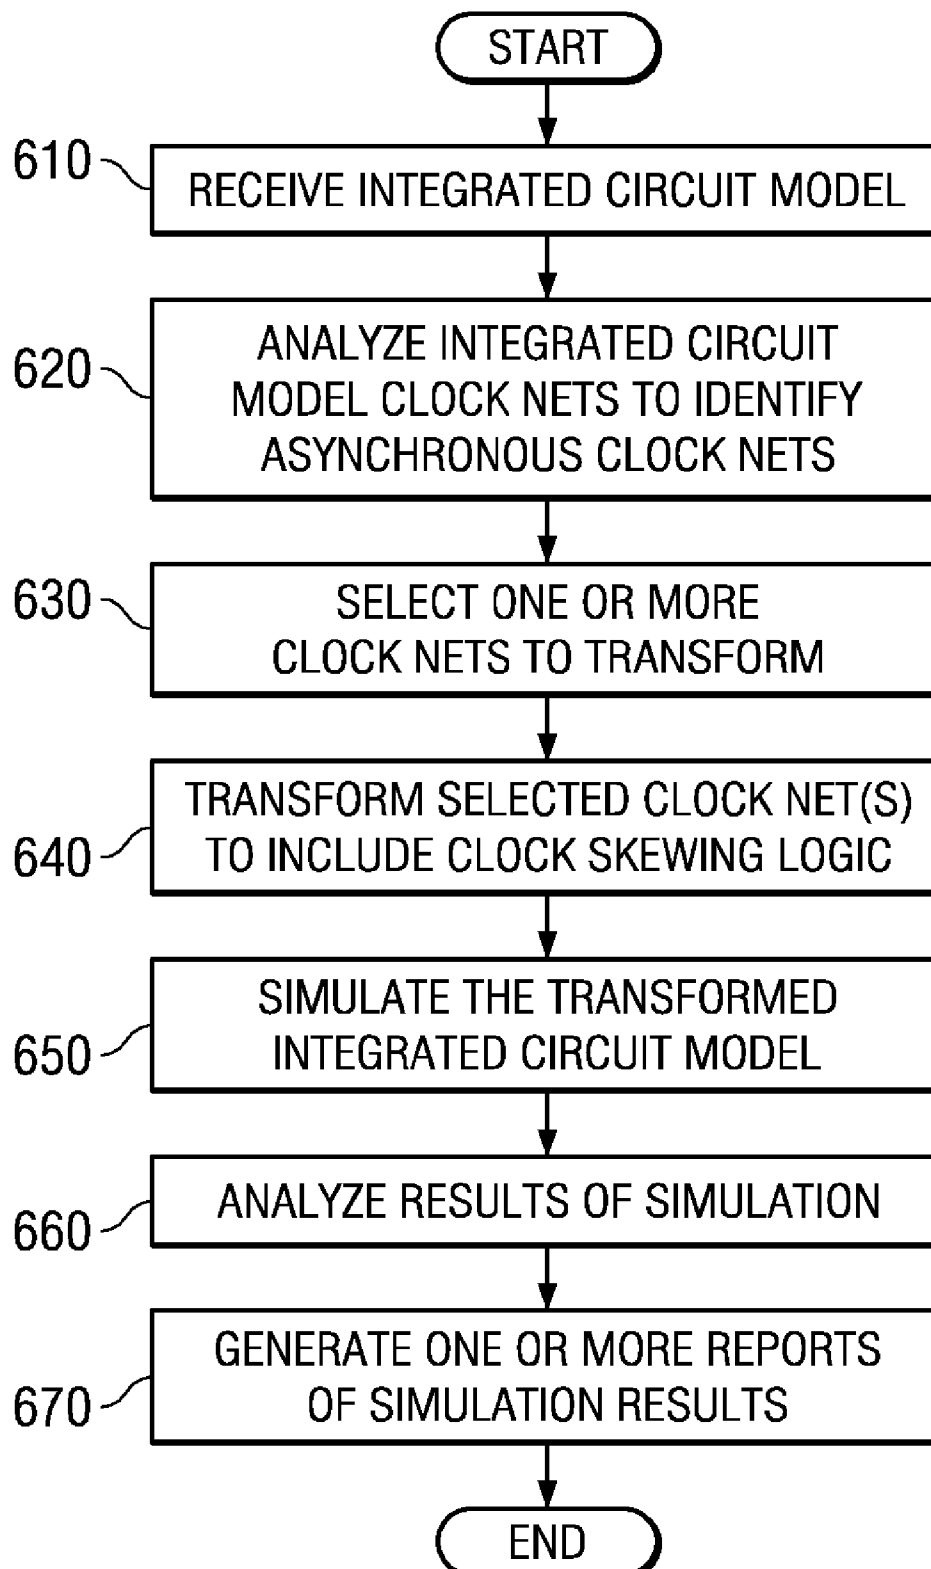 START
610
RECEIVE INTEGRATED CIRCUIT MODEL
620
ANALYZE INTEGRATED CIRCUIT
MODEL CLOCK NETS TO IDENTIFY
ASYNCHRONOUS CLOCK NETS
630
SELECT ONE OR MORE
CLOCK NETS TO TRANSFORM
640
TRANSFORM SELECTED CLOCK NET(S)
TO INCLUDE CLOCK SKEWING LOGIC
650
SIMULATE THE TRANSFORMED
INTEGRATED CIRCUIT MODEL
660
ANALYZE RESULTS OF SIMULATION
670
GENERATE ONE OR MORE REPORTS
OF SIMULATION RESULTS
END